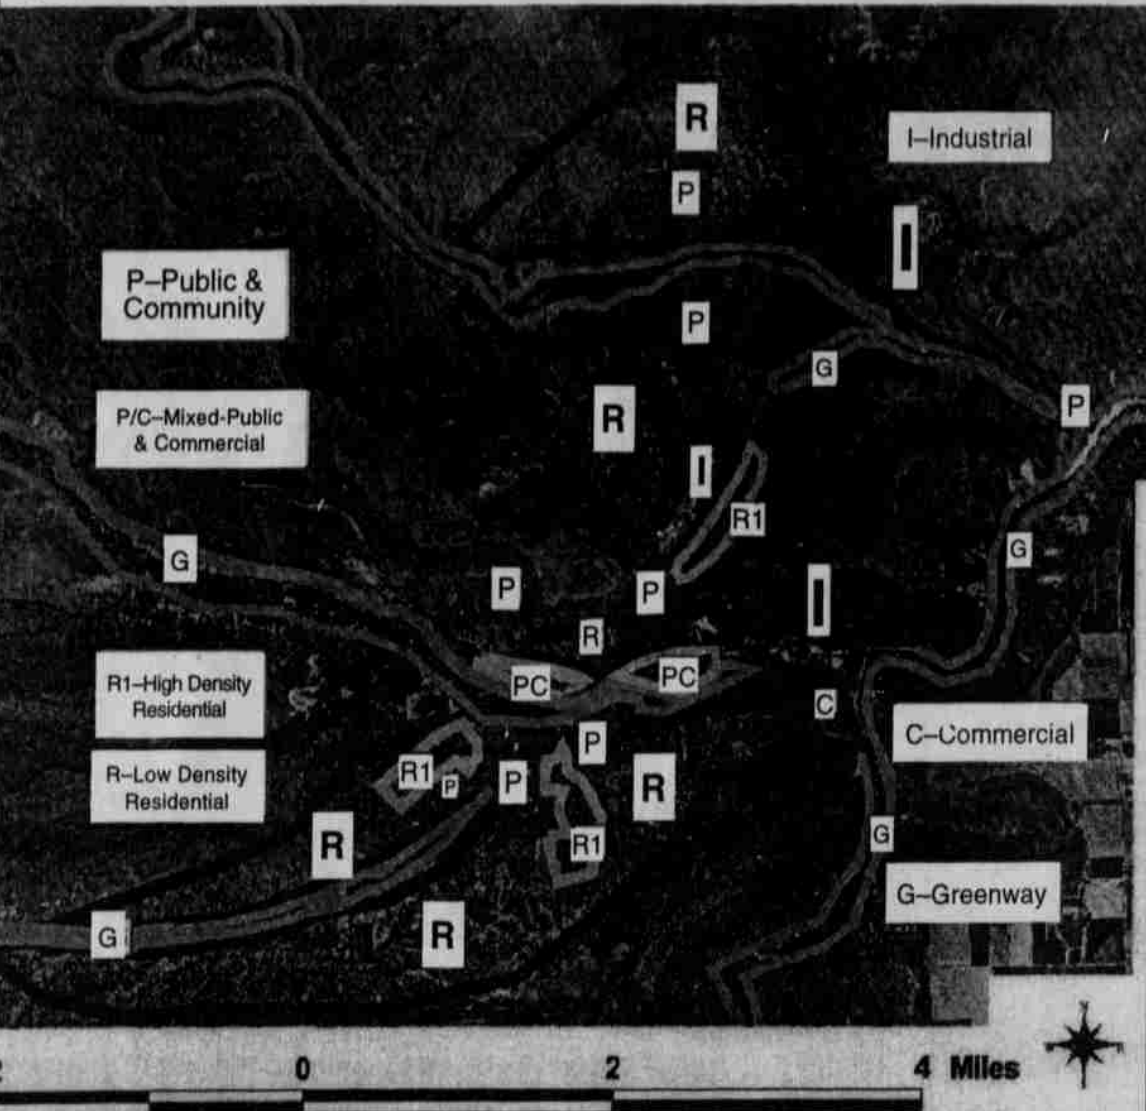 R
I–Industrial
P
I
P–Public &
Community
P
G
P/C–Mixed-Public
& Commercial
R
P
I
R1
G
G
P
P
I
R
R1–High Density
Residential
PC
PC
C
C–Commercial
P
R–Low Density
Residential
R1
P
P
R
R
R1
G
G–Greenway
G
R
0
2
4 Miles